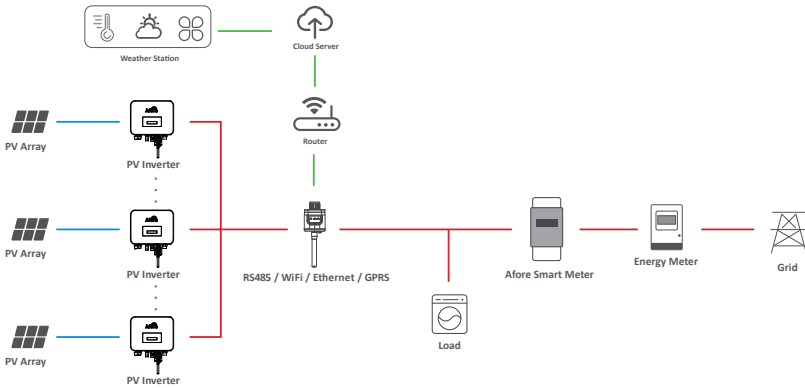 Weather Station
Cloud Server
Router
PV Array
PV Inverter
PV Array
PV Inverter
RS485 / WiFi / Ethernet / GPRS
Afore Smart Meter
Energy Meter
Grid
Load
PV Array
PV Inverter